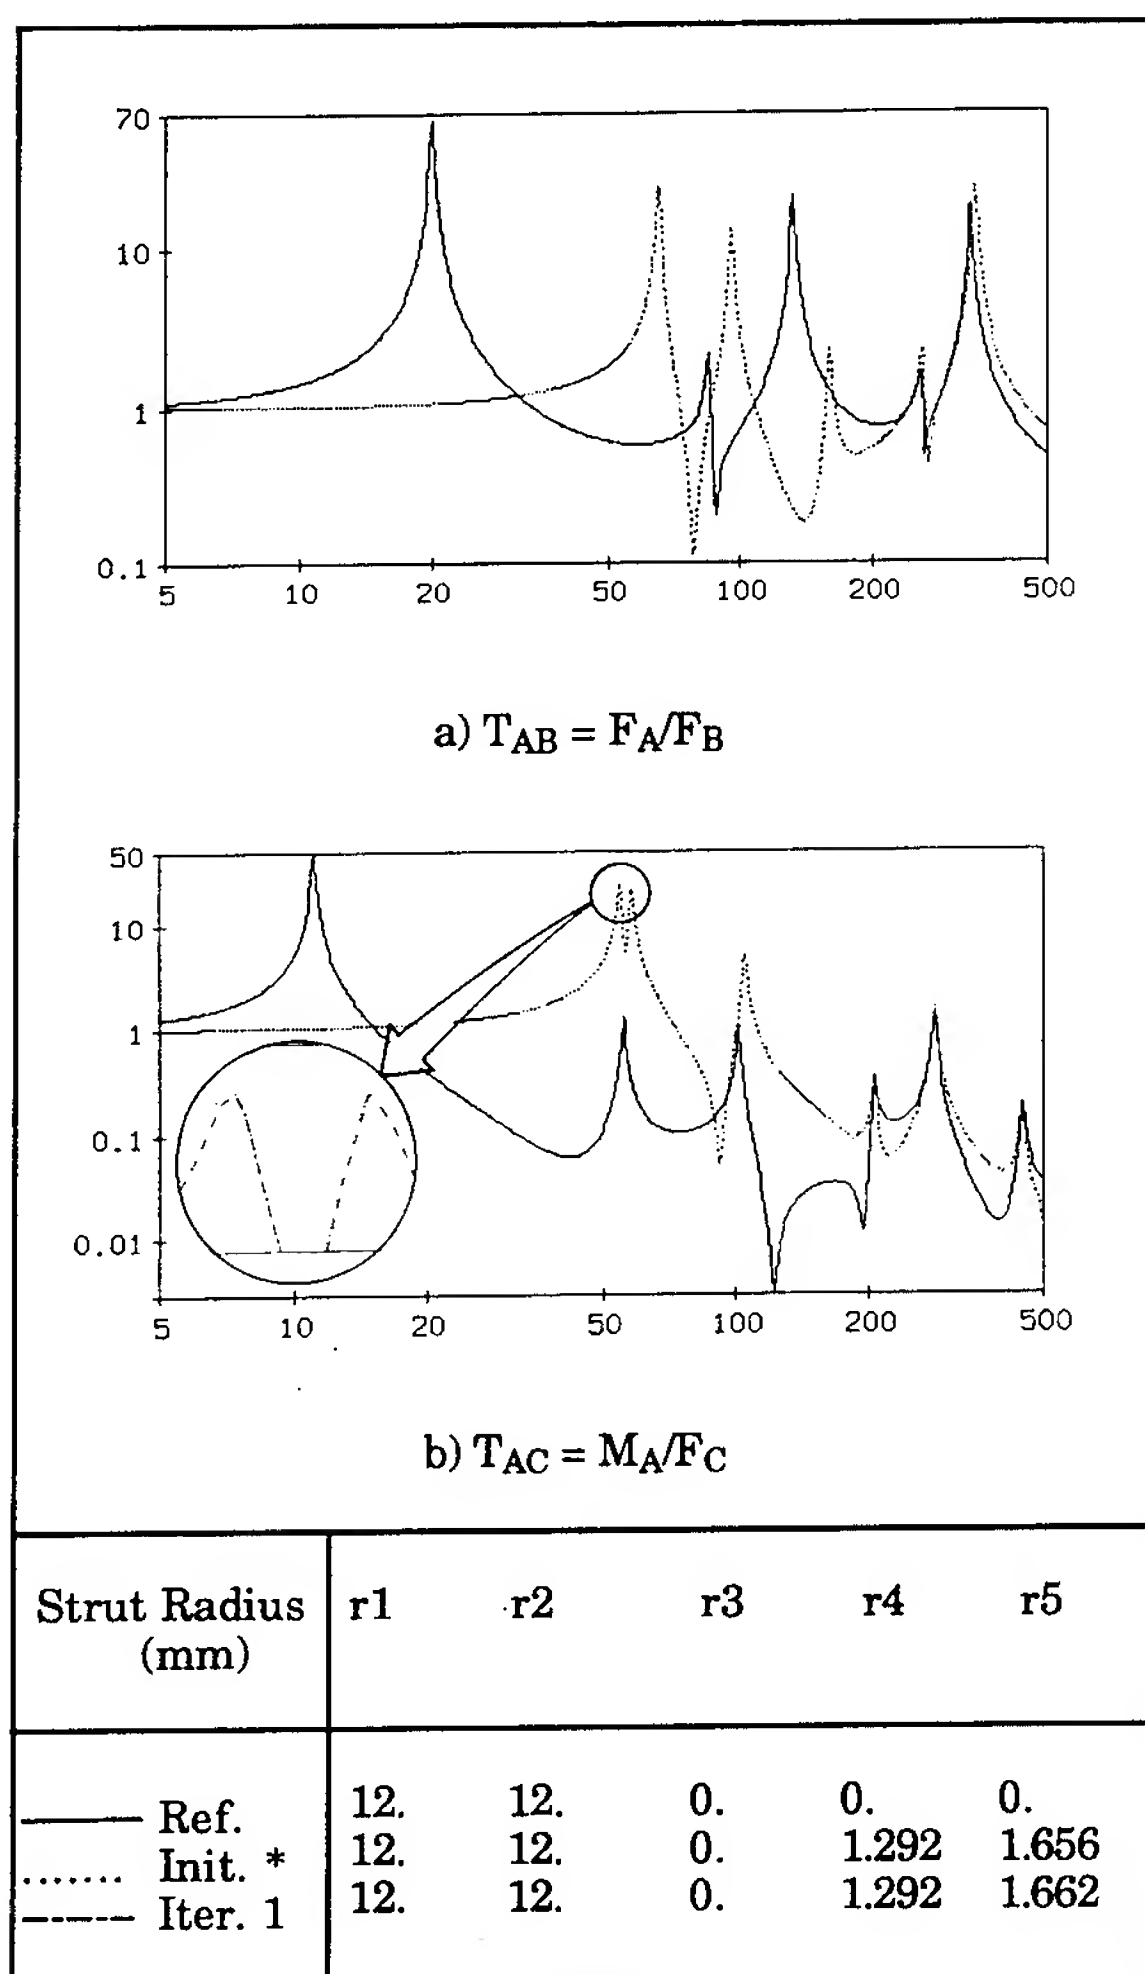 70
10
1
0.1
5 10 20 50 100 200 500
a) TAB = FA/FB
50
10
1
0.1
0.01
5 10 20 50 100 200 500
b) TAC = MA/FC
Strut Radius (mm) r1 r2 r3 r4 r5
Ref. 12. 12. 0. 0. 0.
Init. * 12. 12. 0. 1.292 1.656
Iter. 1 12. 12. 0. 1.292 1.662